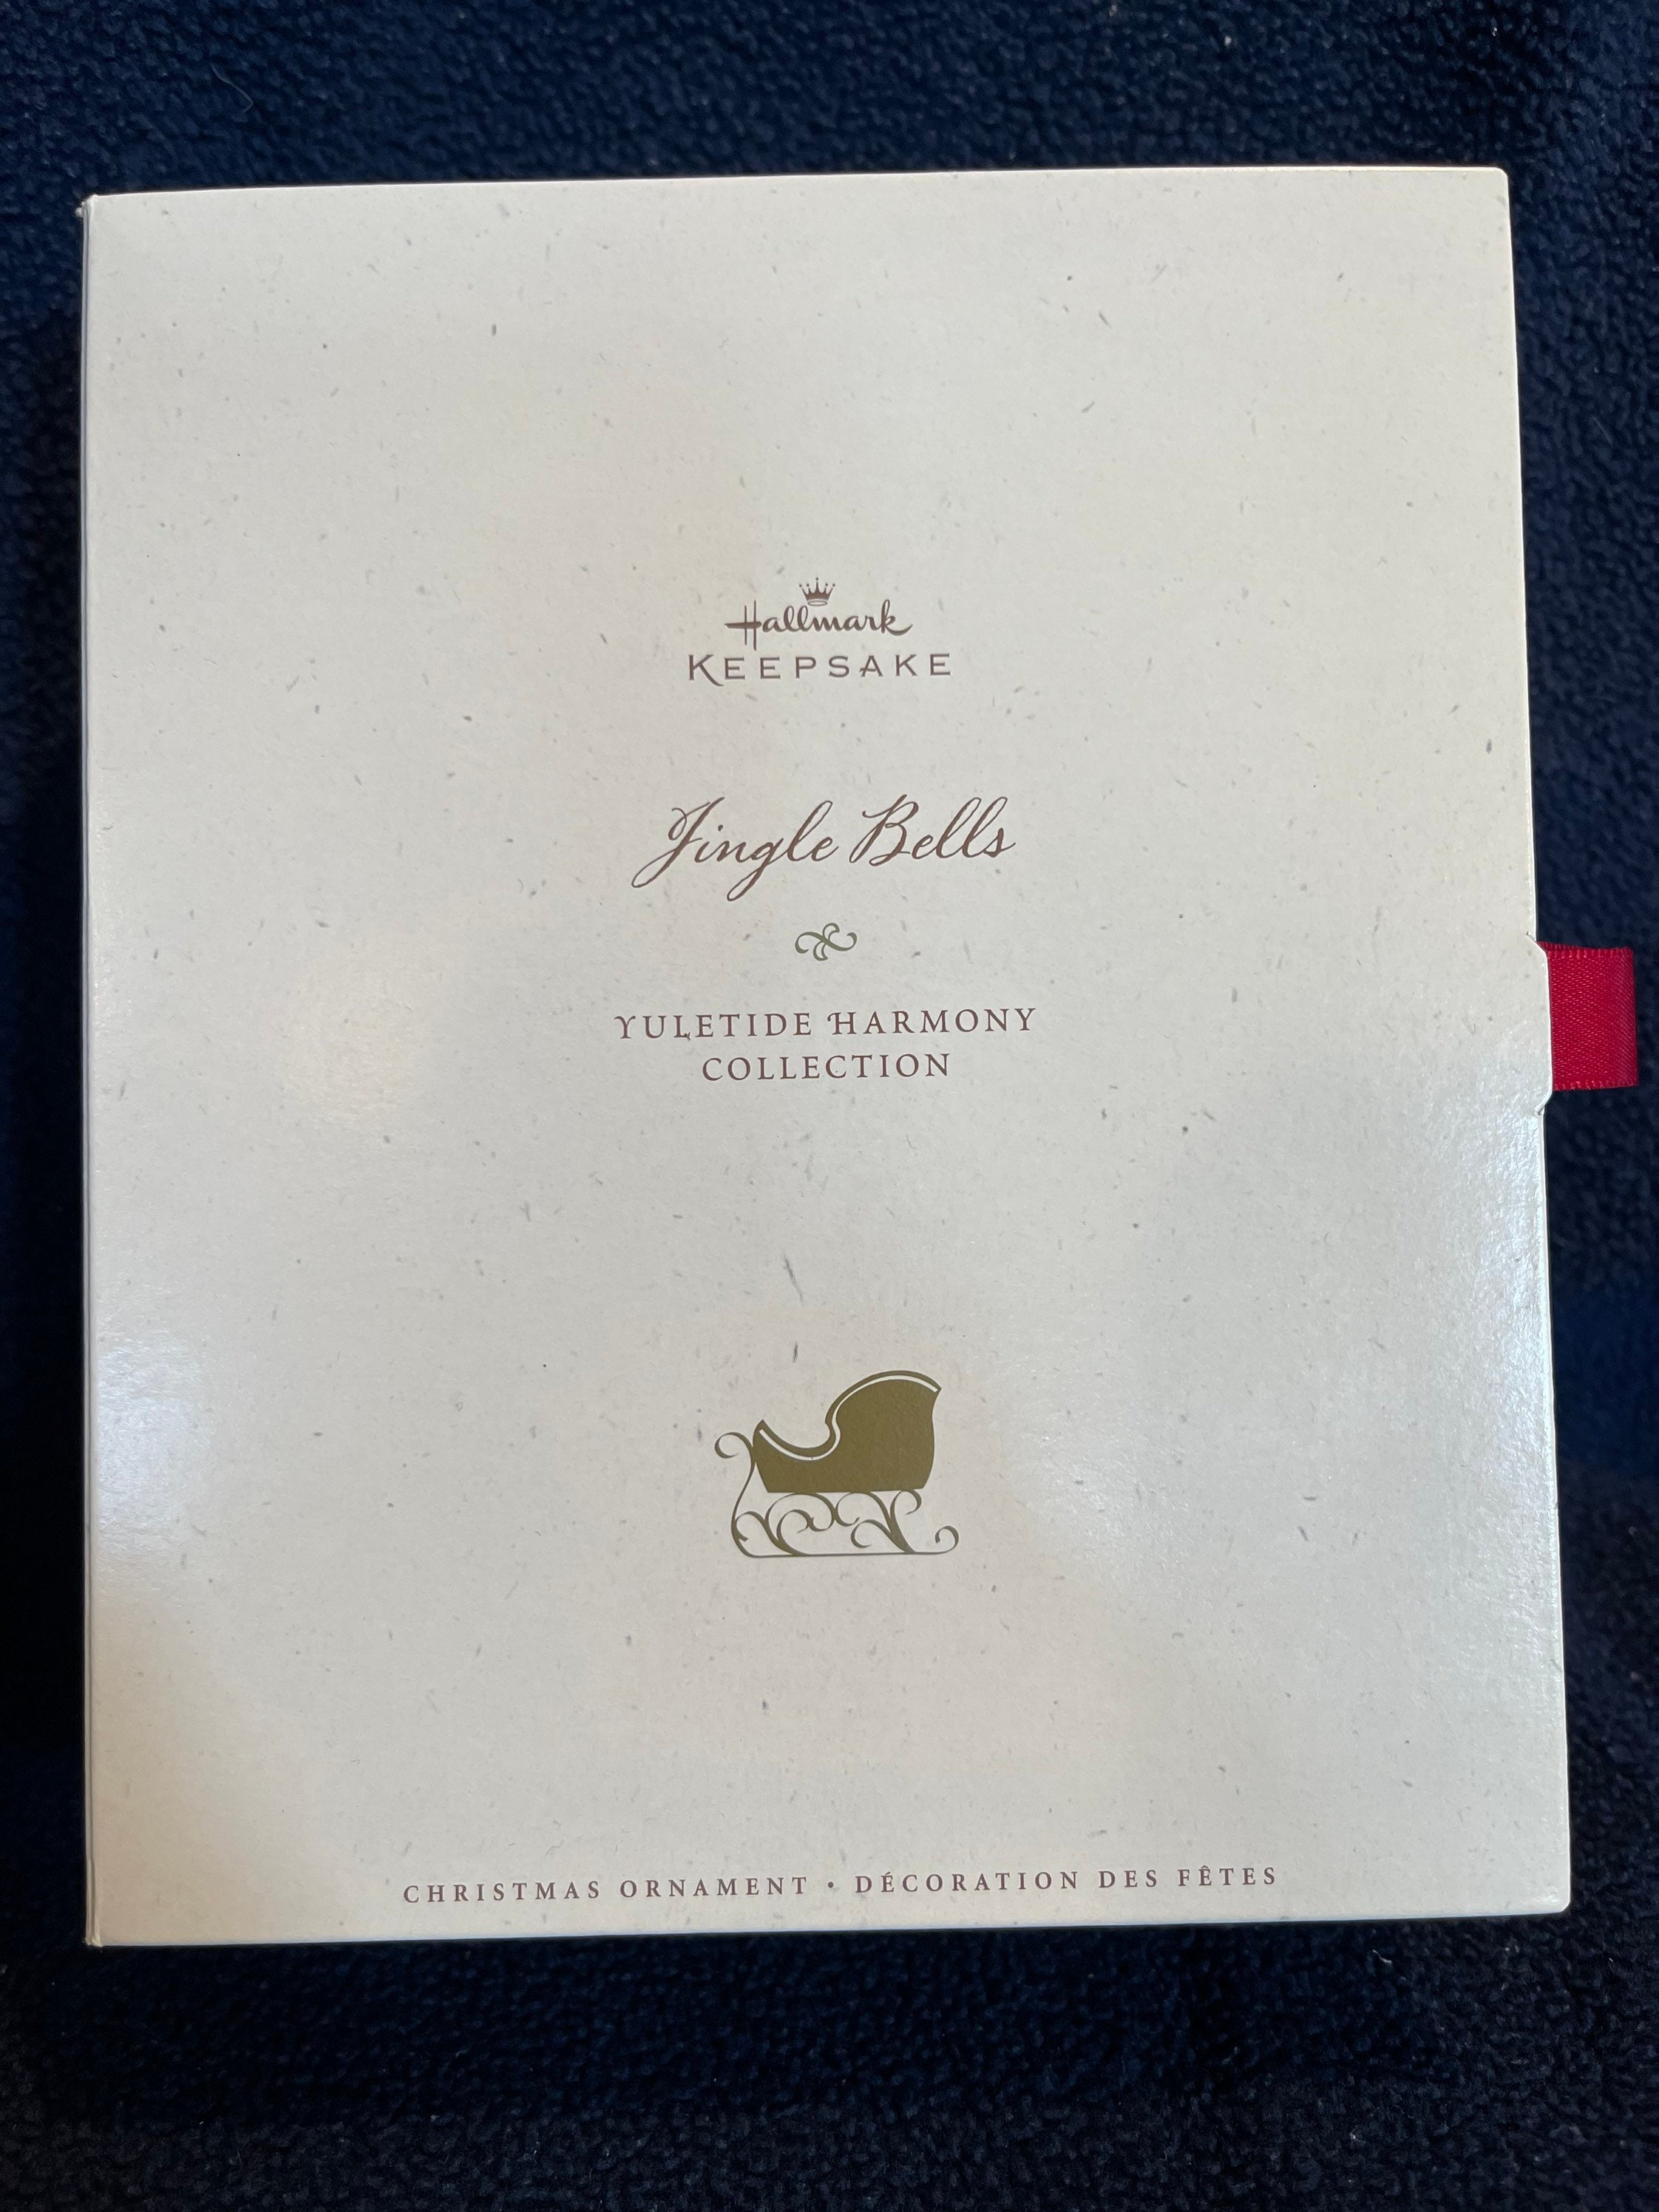 Hallmark
KEEPSAKE
Jingle Bells
YULETIDE HARMONY
COLLECTION
CHRISTMAS ORNAMENT • DÉCORATION DES FÊTES